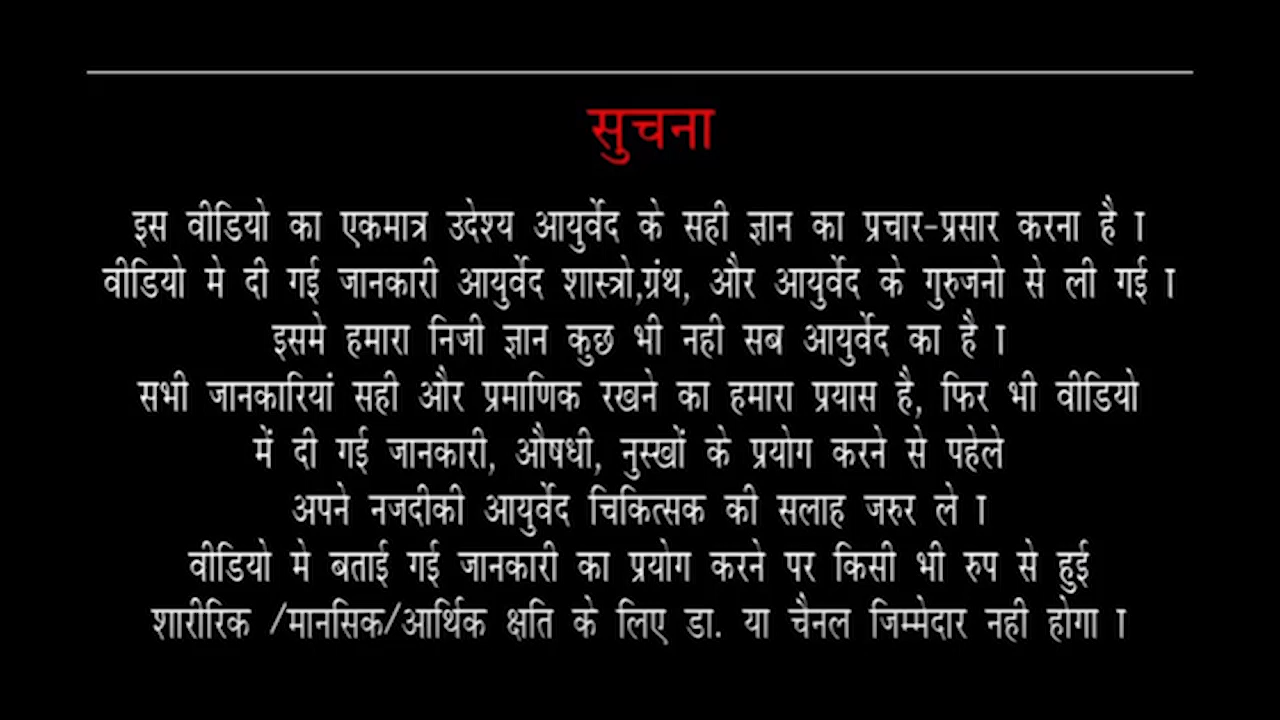 सुचना
इस वीडियो का एकमात्र उदेश्य आयुर्वेद के सही ज्ञान का प्रचार-प्रसार करना है ।
वीडियो मे दी गई जानकारी आयुर्वेद शास्त्रो,ग्रंथ, और आयुर्वेद के गुरुजनो से ली गई ।
इसमे हमारा निजी ज्ञान कुछ भी नही सब आयुर्वेद का है ।
सभी जानकारियां सही और प्रमाणिक रखने का हमारा प्रयास है, फिर भी वीडियो
में दी गई जानकारी, औषधी, नुस्खों के प्रयोग करने से पहेले
अपने नजदीकी आयुर्वेद चिकित्सक की सलाह जरुर ले ।
वीडियो मे बताई गई जानकारी का प्रयोग करने पर किसी भी रुप से हुई
शारीरिक /मानसिक/आर्थिक क्षति के लिए डा. या चैनल जिम्मेदार नही होगा ।